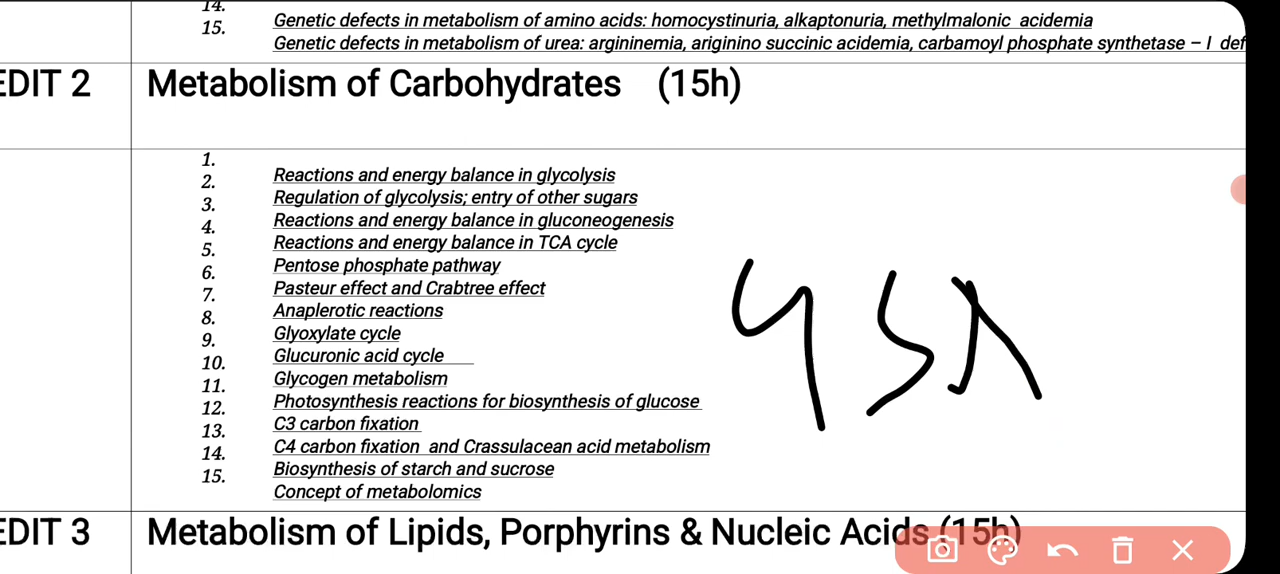 14.
15.
Genetic defects in metabolism of amino acids: homocystinuria, alkaptonuria, methylmalonic acidemia
Genetic defects in metabolism of urea: argininemia, ariginino succinic acidemia, carbamoyl phosphate synthetase – I def
EDIT 2
Metabolism of Carbohydrates (15h)
1.
Reactions and energy balance in glycolysis
2.
Regulation of glycolysis; entry of other sugars
3.
Reactions and energy balance in gluconeogenesis
4.
Reactions and energy balance in TCA cycle
5.
Pentose phosphate pathway
6.
Pasteur effect and Crabtree effect
7.
Anaplerotic reactions
8.
Glyoxylate cycle
9.
Glucuronic acid cycle
10.
Glycogen metabolism
11.
Photosynthesis reactions for biosynthesis of glucose
12.
C3 carbon fixation
13.
C4 carbon fixation and Crassulacean acid metabolism
14.
Biosynthesis of starch and sucrose
15.
Concept of metabolomics
EDIT 3
Metabolism of Lipids, Porphyrins & Nucleic Acids (15h)